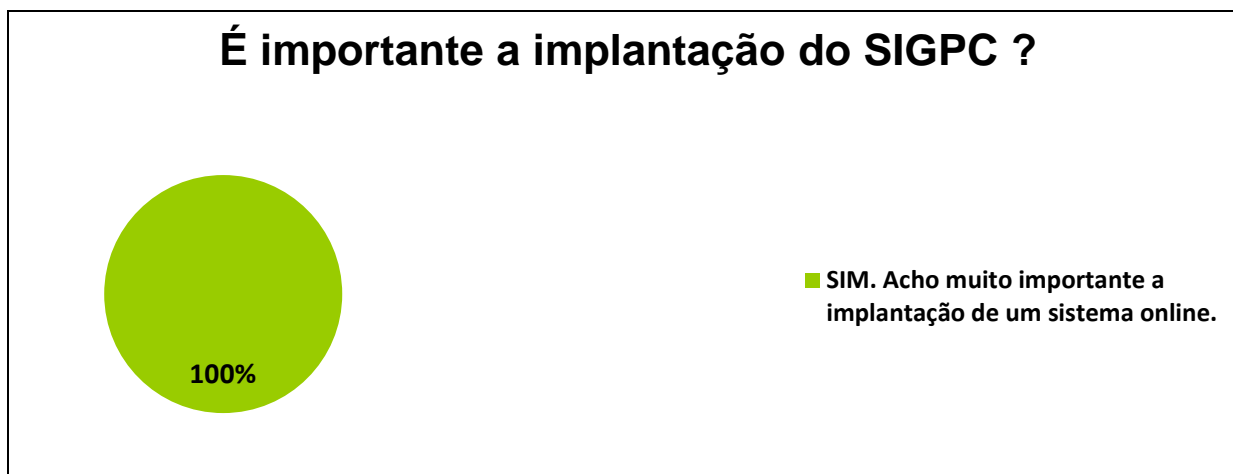 É importante a implantação do SIGPC ?
SIM. Acho muito importante a
implantação de um sistema online.
100%